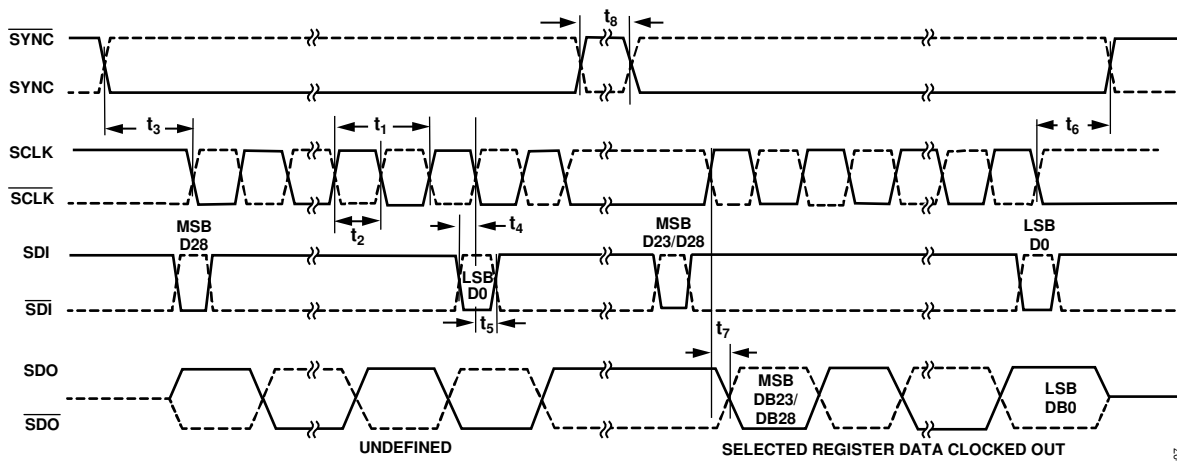 t8
SYNC
SYNC
t3
t1
t6
SCLK
SCLK
t2
t4
MSB
D28
MSB
D23/D28
LSB
D0
SDI
LSB
D0
SDI
t5
t7
SDO
MSB
DB23/
DB28
LSB
DB0
SDO
UNDEFINED
SELECTED REGISTER DATA CLOCKED OUT